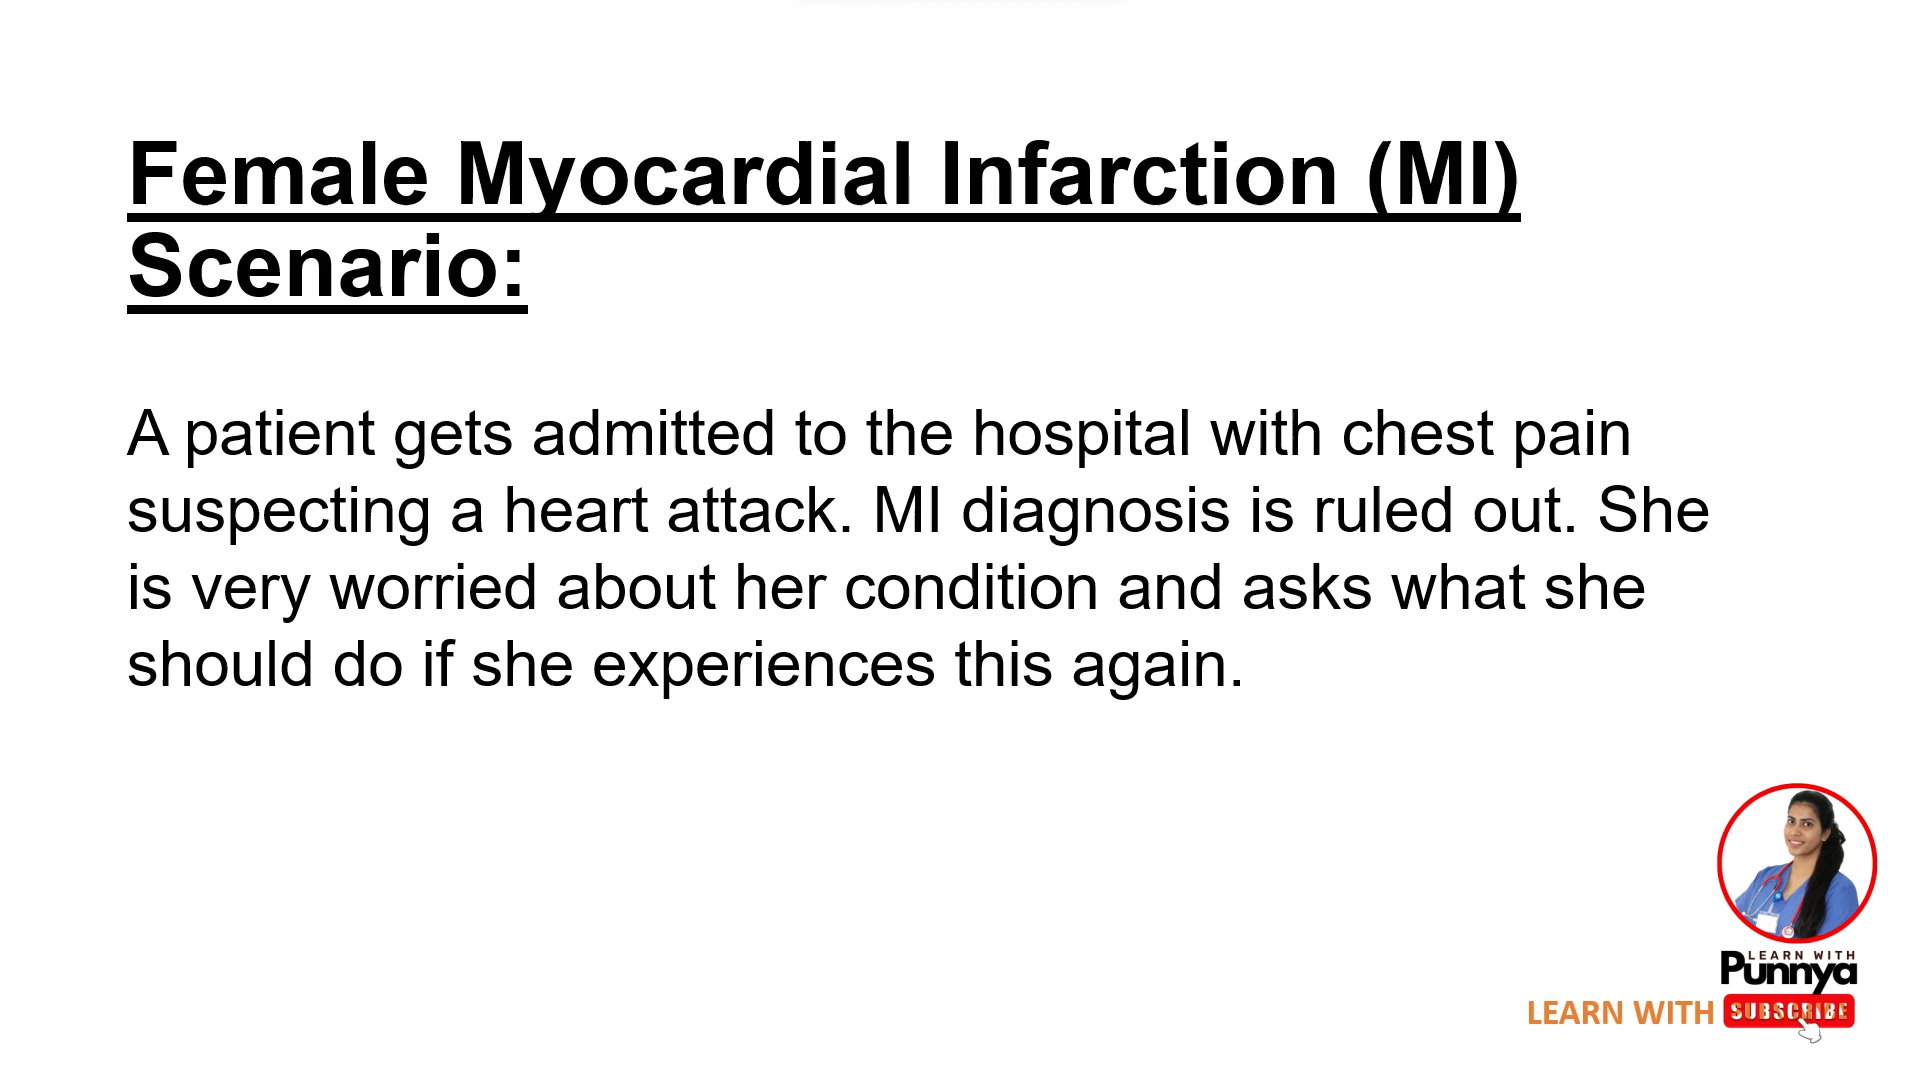 Female Myocardial Infarction (MI)
Scenario:
A patient gets admitted to the hospital with chest pain
suspecting a heart attack. MI diagnosis is ruled out. She
is very worried about her condition and asks what she
should do if she experiences this again.
LEARN WITH
Punnya
LEARN WITH
SUBSCRIBE